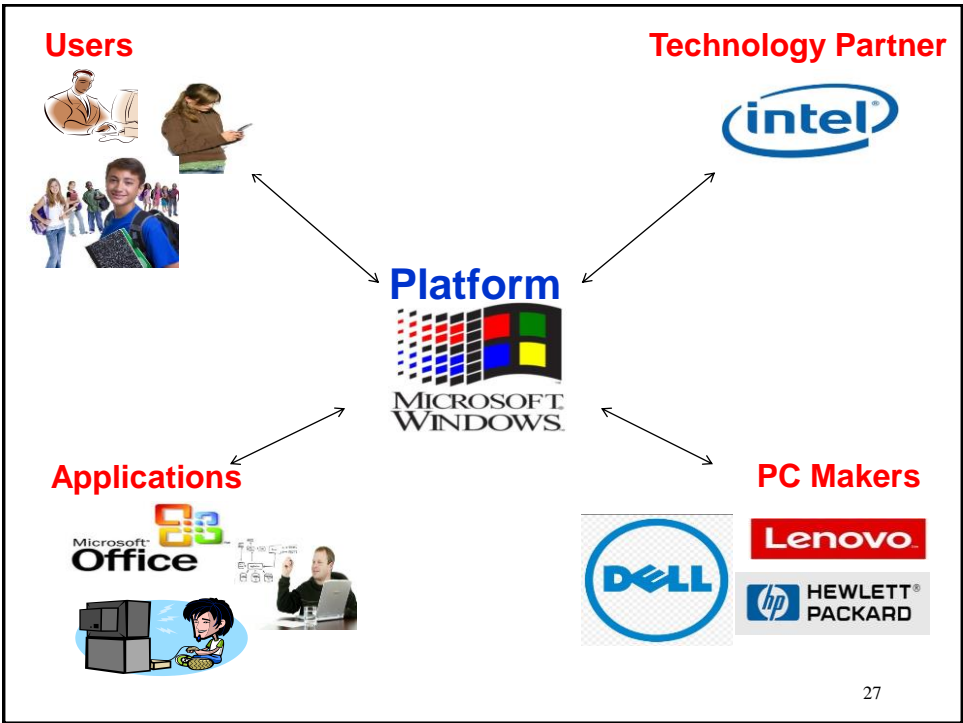 Users
Technology Partner
intel®
Platform
MICROSOFT
WINDOWS
Applications
PC Makers
Microsoft
Office
DELL
Lenovo
hp HEWLETT®
PACKARD
27